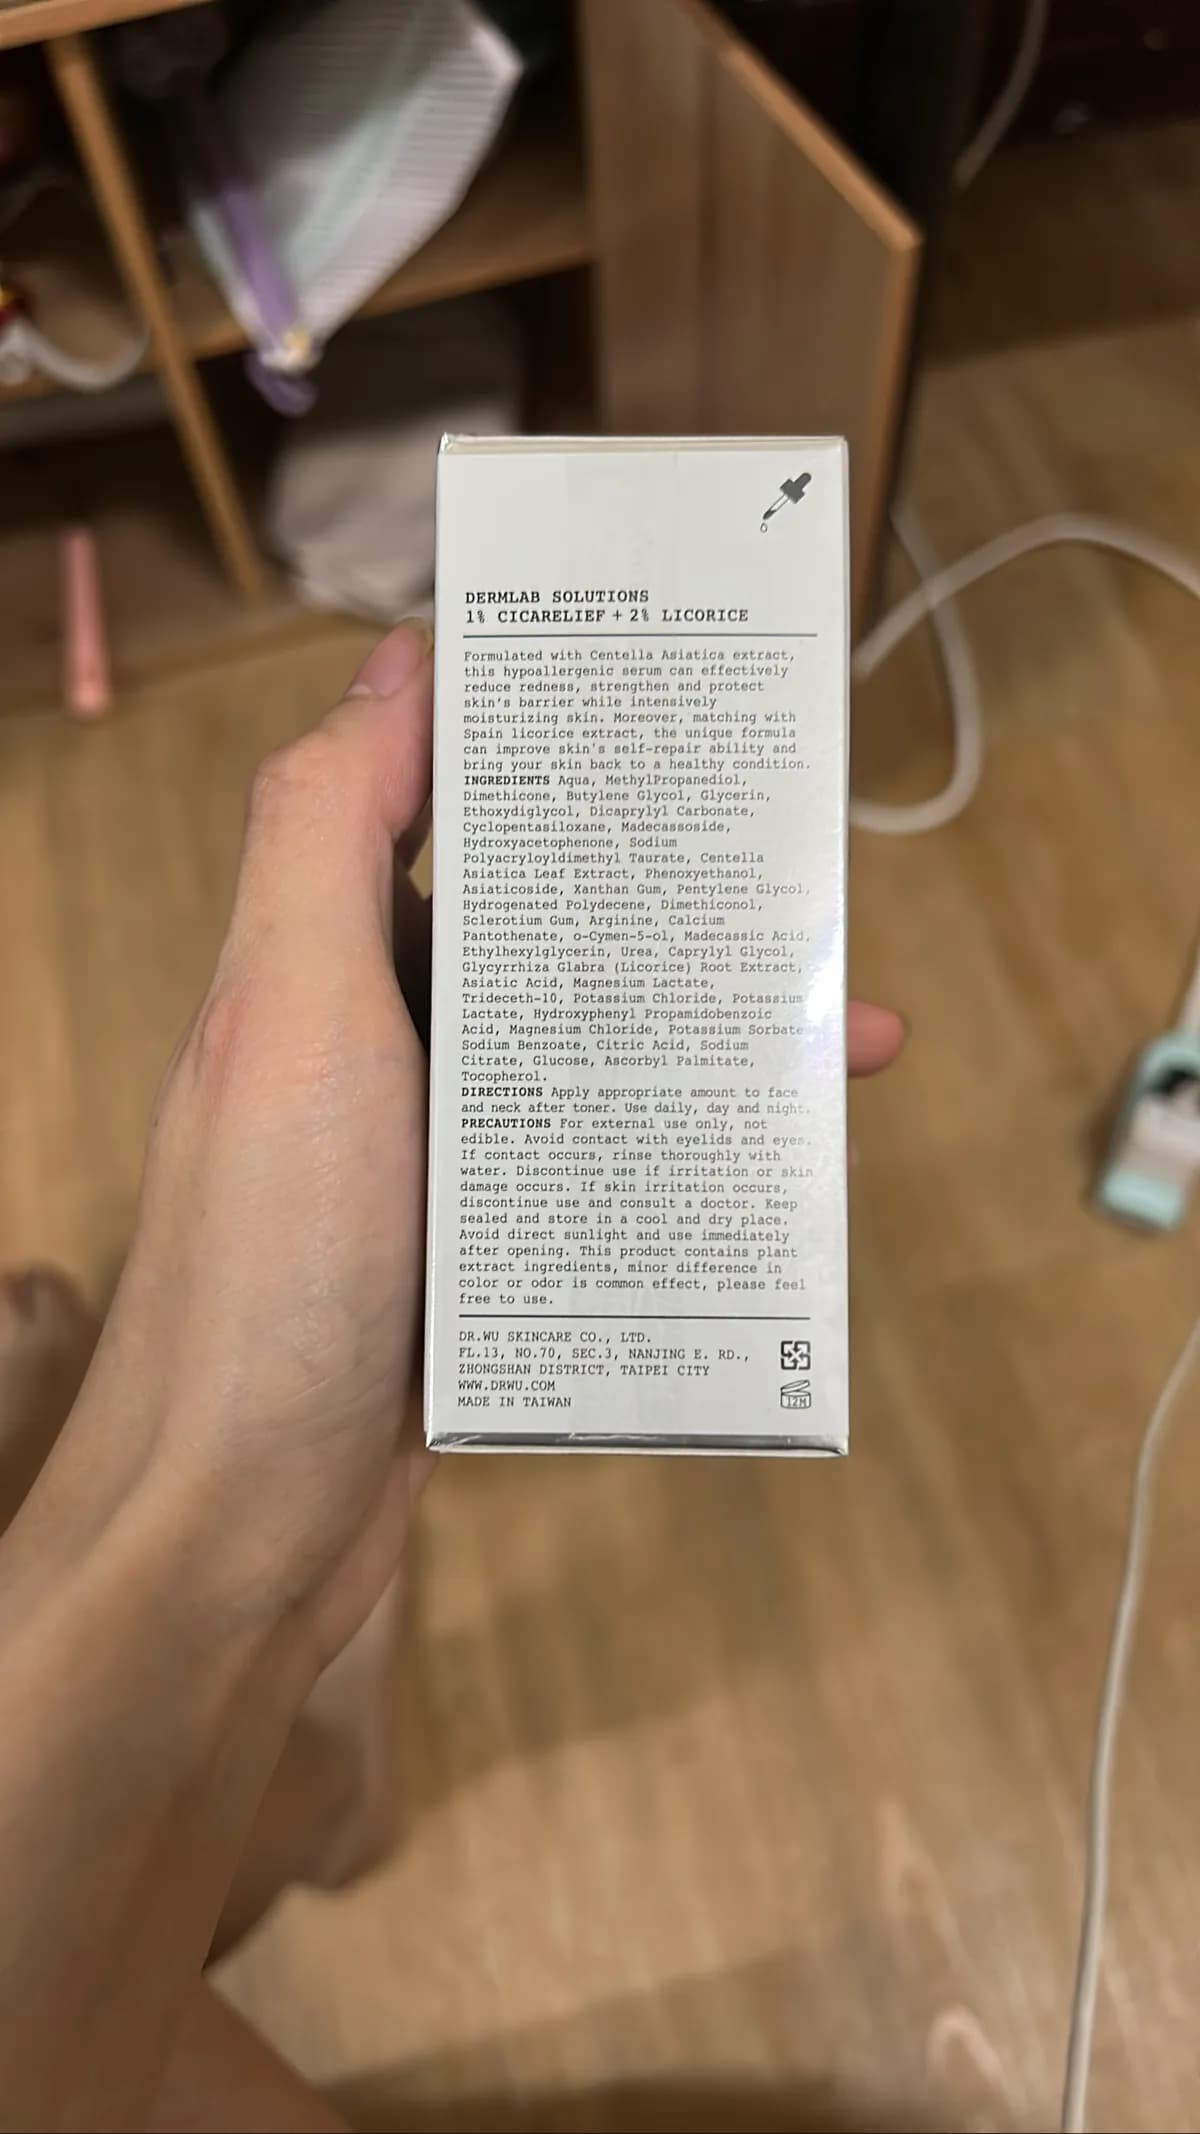 DERMLAB SOLUTIONS
1% CICARELIEF + 2% LICORICE
Formulated with Centella Asiatica extract,
this hypoallergenic serum can effectively
reduce redness, strengthen and protect
skin's barrier while intensively
moisturizing skin. Moreover, matching with
Spain licorice extract, the unique formula
can improve skin's self-repair ability and
bring your skin back to a healthy condition.
INGREDIENTS Aqua, MethylPropanediol,
Dimethicone, Butylene Glycol, Glycerin,
Ethoxydiglycol, Dicaprylyl Carbonate,
Cyclopentasiloxane, Madecassoside,
Hydroxyacetophenone, Sodium
Polyacryloyldimethyl Taurate, Centella
Asiatica Leaf Extract, Phenoxyethanol,
Asiaticoside, Xanthan Gum, Pentylene Glycol,
Hydrogenated Polydecene, Dimethiconol,
Sclerotium Gum, Arginine, Calcium
Pantothenate, o-Cymen-5-ol, Madecassic Acid,
Ethylhexylglycerin, Urea, Caprylyl Glycol,
Glycyrrhiza Glabra (Licorice) Root Extract,
Asiatic Acid, Magnesium Lactate,
Trideceth-10, Potassium Chloride, Potassium
Lactate, Hydroxyphenyl Propamidobenzoic
Acid, Magnesium Chloride, Potassium Sorbate
Sodium Benzoate, Citric Acid, Sodium
Citrate, Glucose, Ascorbyl Palmitate,
Tocopherol.
DIRECTIONS Apply appropriate amount to face
and neck after toner. Use daily, day and night.
PRECAUTIONS For external use only, not
edible. Avoid contact with eyelids and eyes.
If contact occurs, rinse thoroughly with
water. Discontinue use if irritation or skin
damage occurs. If skin irritation occurs,
discontinue use and consult a doctor. Keep
sealed and store in a cool and dry place.
Avoid direct sunlight and use immediately
after opening. This product contains plant
extract ingredients, minor difference in
color or odor is common effect, please feel
free to use.
DR.WU SKINCARE CO., LTD.
FL.13, NO.70, SEC.3, NANJING E. RD.,
ZHONGSHAN DISTRICT, TAIPEI CITY
WWW.DRWU.COM
MADE IN TAIWAN
12M